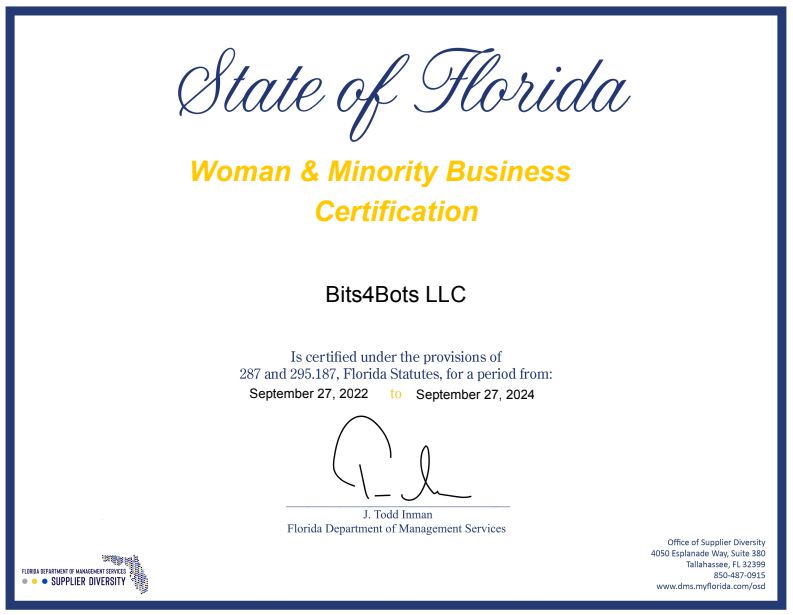 State of Florida
Woman & Minority Business
Certification
Bits4Bots LLC
Is certified under the provisions of
287 and 295.187, Florida Statutes, for a period from:
September 27, 2022 to September 27, 2024
J. Todd Inman
Florida Department of Management Services
FLORIDA DEPARTMENT OF MANAGEMENT SERVICES
SUPPLIER DIVERSITY
Office of Supplier Diversity
4050 Esplanade Way, Suite 380
Tallahassee, FL 32399
850-487-0915
www.dms.myflorida.com/osd